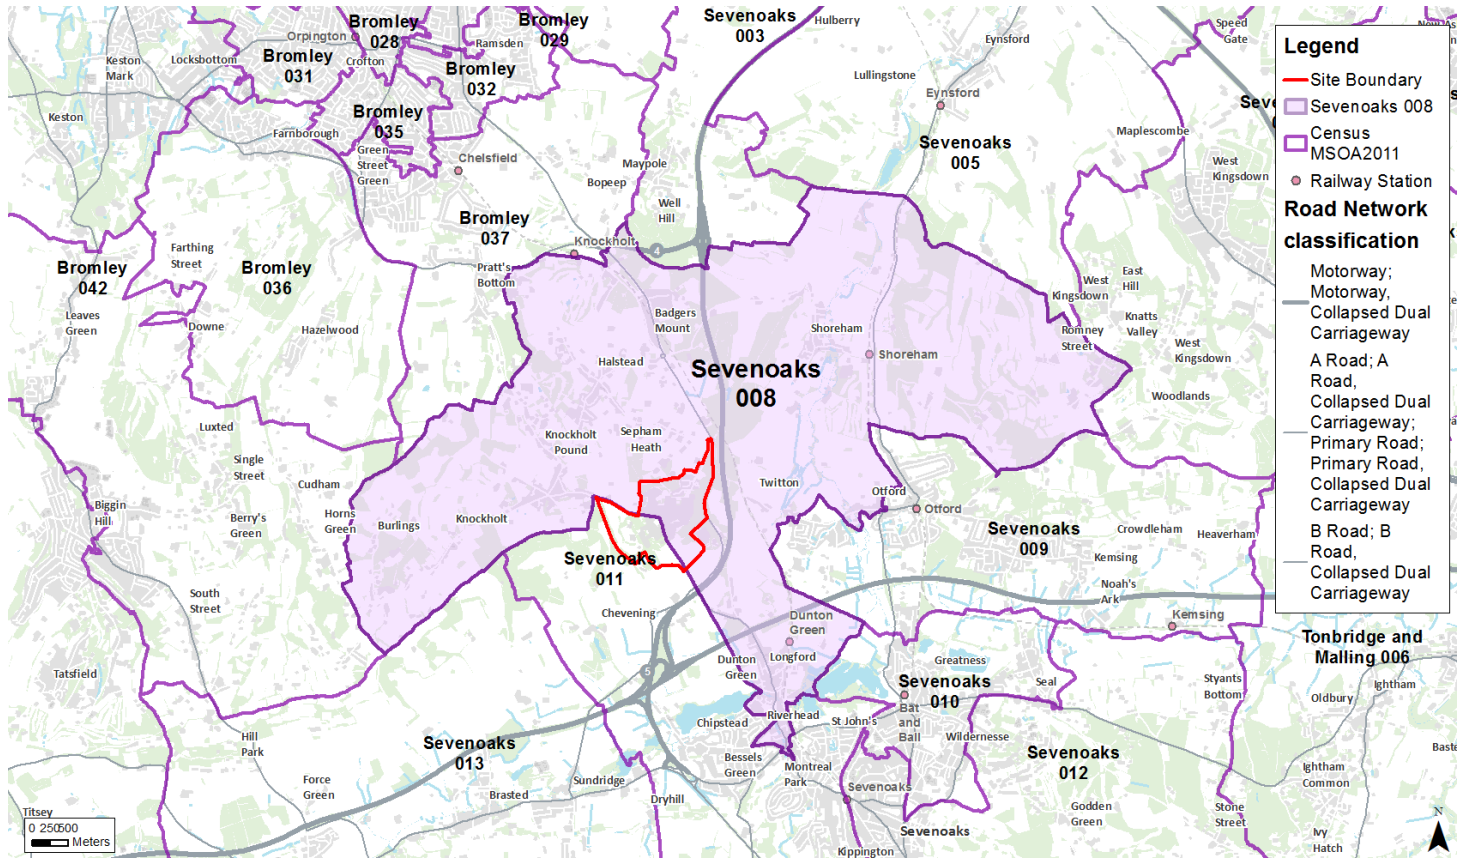 Sevenoaks
003
Hulberry
Bromley
028
Bromley
029
Orpington
Ramsden
Crofton
Bromley
031
Locksbottom
Keston
Mark
Bromley
032
Keston
Bromley
035
Farnborough
Green
Street
Green
Chelsfield
Eynsford
Lullingstone
Eynsford
Sevenoaks
005
Maplescombe
West
Kingsdown
Speed
Gate
Maypole
Bopeep
Well
Hill
Bromley
037
Knockholt
4
Pratt's
Bottom
Farthing
Street
Bromley
042
Bromley
036
Leaves
Green
Downe
Hazelwood
Badgers
Mount
Shoreham
Shoreham
Halstead
Sevenoaks
008
West
Kingsdown
East
Hill
Knatts
Valley
Romney
Street
West
Kingsdown
Woodlands
Luxted
Single
Street
Cudham
Knockholt
Pound
Sepham
Heath
Twitton
Otford
Otford
Biggin
Hill
Berry's
Green
Horns
Green
Burlings
Knockholt
Sevenoaks
009
Crowdleham
Heaverham
Kemsing
Noah's
Ark
Kemsing
Sevenoaks
011
South
Street
Chevening
Dunton
Green
Longford
Dunton
Green
5
Tatsfield
Greatness
Sevenoaks
010
Seal
Styants
Bottom
Tonbridge and
Malling 006
Oldbury
Ightham
Bat
and
Ball
Riverhead
St John's
Chipstead
Wildernesse
Hill
Park
Sevenoaks
013
Bessels
Green
Montreal
Park
Sevenoaks
012
Ightham
Common
Force
Green
Brasted
Sundridge
Dryhill
Sevenoaks
Godden
Green
Stone
Street
Titsey
Sevenoaks
Kippington
Ivy
Hatch
0 250500
Meters
N
Legend
Site Boundary
Sevenoaks 008
Census
MSOA2011
Railway Station
Road Network
classification
Motorway;
Motorway,
Collapsed Dual
Carriageway
A Road; A
Road,
Collapsed Dual
Carriageway;
Primary Road;
Primary Road,
Collapsed Dual
Carriageway
B Road; B
Road,
Collapsed Dual
Carriageway